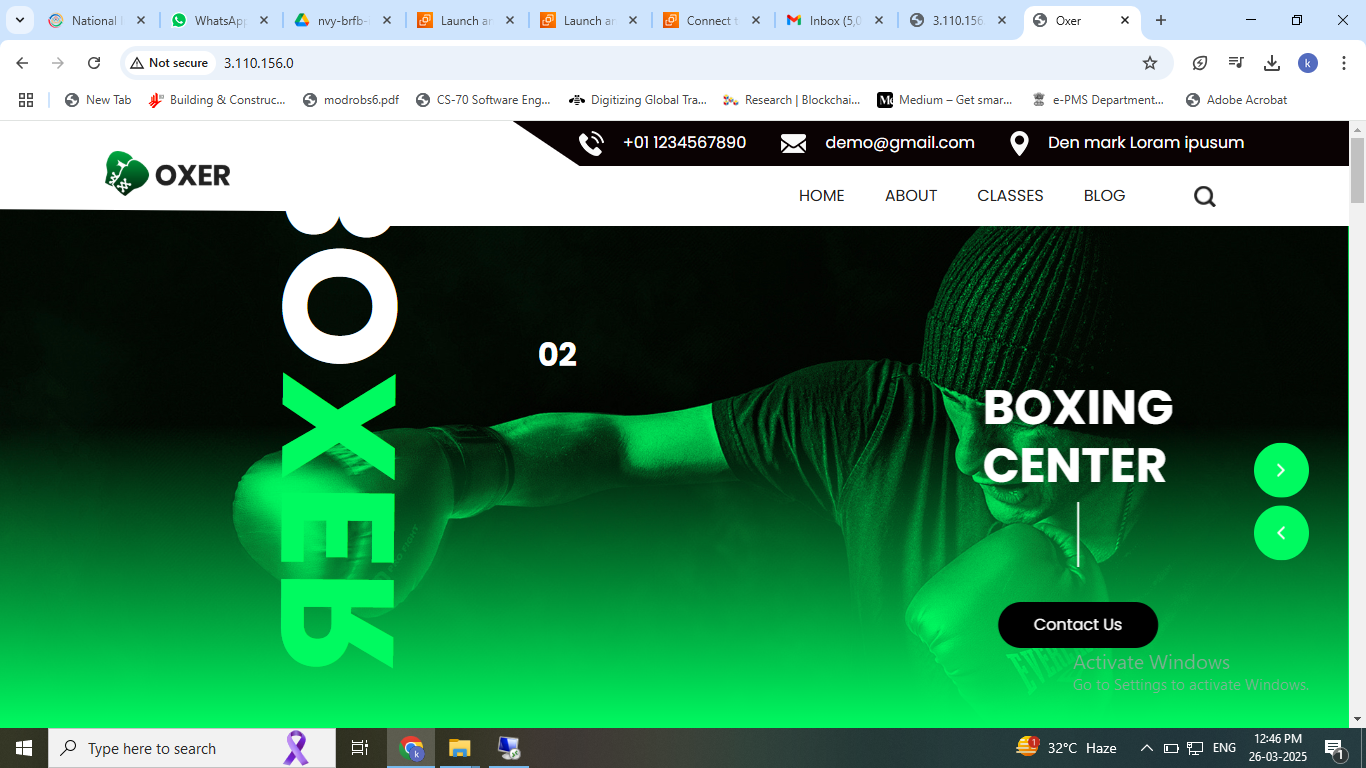 National
WhatsApp
nvy-brfb-
Launch an
Launch an
Connect t
Inbox (5,0
3.110.156
Oxer
Not secure
3.110.156.0
k
New Tab
Building & Construc...
modrobs6.pdf
CS-70 Software Eng...
Digitizing Global Tra...
Research | Blockchai...
Medium – Get smar...
e-PMS Department...
Adobe Acrobat
+01 1234567890
demo@gmail.com
Den mark Loram ipusum
OXER
HOME
ABOUT
CLASSES
BLOG
OXER
02
BOXING
CENTER
Contact Us
Activate Windows
Go to Settings to activate Windows.
Type here to search
k
1
32°C Haze
ENG
12:46 PM
26-03-2025
1